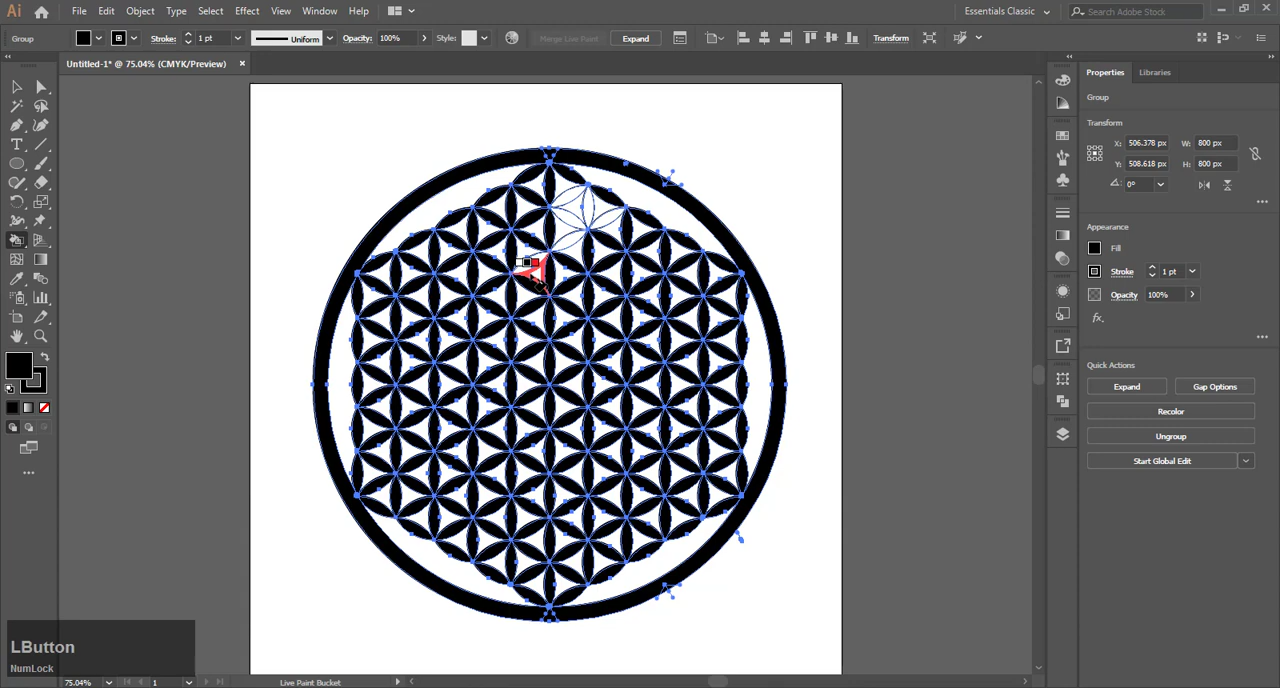 Ai File Edit Object Type Select Effect View Window Help Essentials Classic Search Adobe Stock
Group Stroke: 1 pt Uniform Opacity: 100% Style: Merge Live Paint Expand Transform
Untitled-1* @ 75.04% (CMYK/Preview)
Properties Libraries
Group
Transform
X: 506.378 px W: 800 px
Y: 508.618 px H: 800 px
0°
Appearance
Fill
Stroke 1 pt
Opacity 100%
fx.
Quick Actions
Expand Gap Options
Recolor
Ungroup
Start Global Edit
LButton
NumLock
75.04% 1 Live Paint Bucket